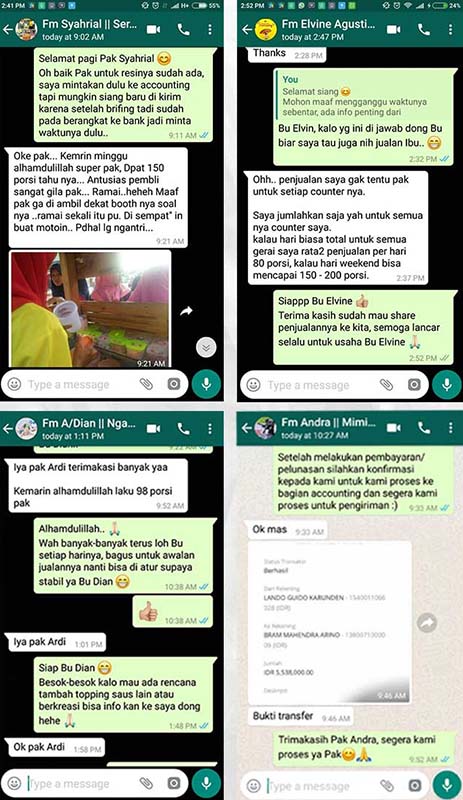 2:41 PM
H+
55%
Fm Syahrial || Ser...
today at 9:02 AM
Selamat pagi Pak Syahrial
Oh baik Pak untuk resinya sudah ada,
saya mintakan dulu ke accounting
tapi mungkin siang baru di kirim
karena setelah brifing tadi sudah
pada berangkat ke bank jadi minta
waktunya dulu..
9:11 AM
Oke pak... Kemrin minggu
alhamdulillah super pak, Dpat 150
porsi tahu nya... Antusias pembli
sangat gila pak... Ramai..heheh Maaf
pak ga di ambil dekat booth nya soal
nya ..ramai sekali itu pu. Di sempat" in
buat motoin.. Pdhal lg ngantri...
9:21 AM
9:21 AM
Type a message
2:52 PM
24%
Fm Elvine Agusti...
today at 2:47 PM
Thanks
2:28 PM
You
Selamat siang
Mohon maaf mengganggu waktunya
sebentar, ada info penting dari
Bu Elvin, kalo yg ini di jawab dong Bu
biar saya tau juga nih jualan Ibu..
2:32 PM
Ohh.. penjualan saya gak tentu pak
untuk setiap counter nya.
Saya jumlahkan saja yah untuk semua
nya counter saya.
kalau hari biasa total untuk semua
gerai saya rata2 penjualan per hari
80 porsi, kalau hari weekend bisa
mencapai 150 - 200 porsi.
2:37 PM
Siappp Bu Elvine
Terima kasih sudah mau share
penjualannya ke kita, semoga lancar
selalu untuk usaha Bu Elvine
2:52 PM
Type a message
Fm A/Dian || Nga...
today at 1:11 PM
9:22 AM
Iya pak Ardi terimakasi banyak yaa
Kemarin alhamdulillah laku 98 porsi
pak
9:52 AM
Alhamdulillah..
Wah banyak-banyak terus loh Bu
setiap harinya, bagus untuk awalan
jualannya nanti bisa di atur supaya
stabil ya Bu Dian
10:38 AM
10:38 AM
Iya pak Ardi
1:01 PM
Siap Bu Dian
Besok-besok kalo mau ada rencana
tambah topping saus lain atau
berkreasi bisa info kan ke saya dong
hehe
1:48 PM
Ok pak Ardi
1:58 PM
Type a message
Fm Andra || Mimi...
today at 10:27 AM
Setelah melakukan pembayaran/
pelunasan silahkan konfirmasi
kepada kami untuk kami proses ke
bagian accounting dan segera kami
proses untuk pengiriman :)
9:33 AM
Ok mas
9:33 AM
Status Transaksi
Berhasil
Dari Rekening
LANDO GUIDO KARUNDEN - 1540011066
328 (IDR)
Ke Rekening
BRAM MAHENDRA ARINO - 13800710000
09 (IDR)
Jumlah
IDR 5,538,000.00
Deskripsi
9:46 AM
Bukti transfer
9:46 AM
Trimakasih Pak Andra, segera kami
proses ya Pak
9:52 AM
Type a message